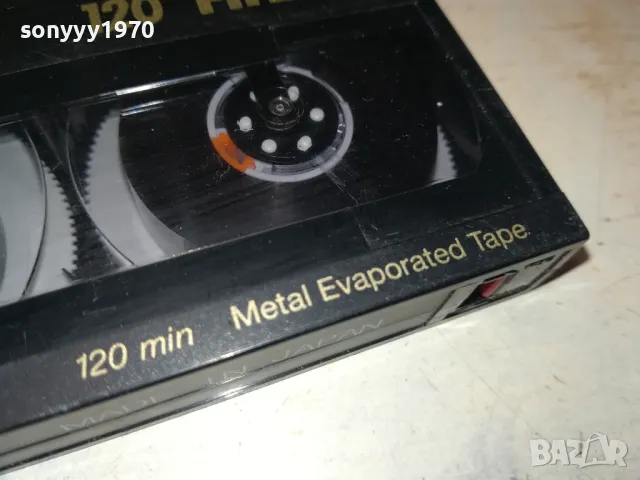 sonyyy1970
120
120 min Metal Evaporated Tape
MADE IN JAPAN
BAZAR